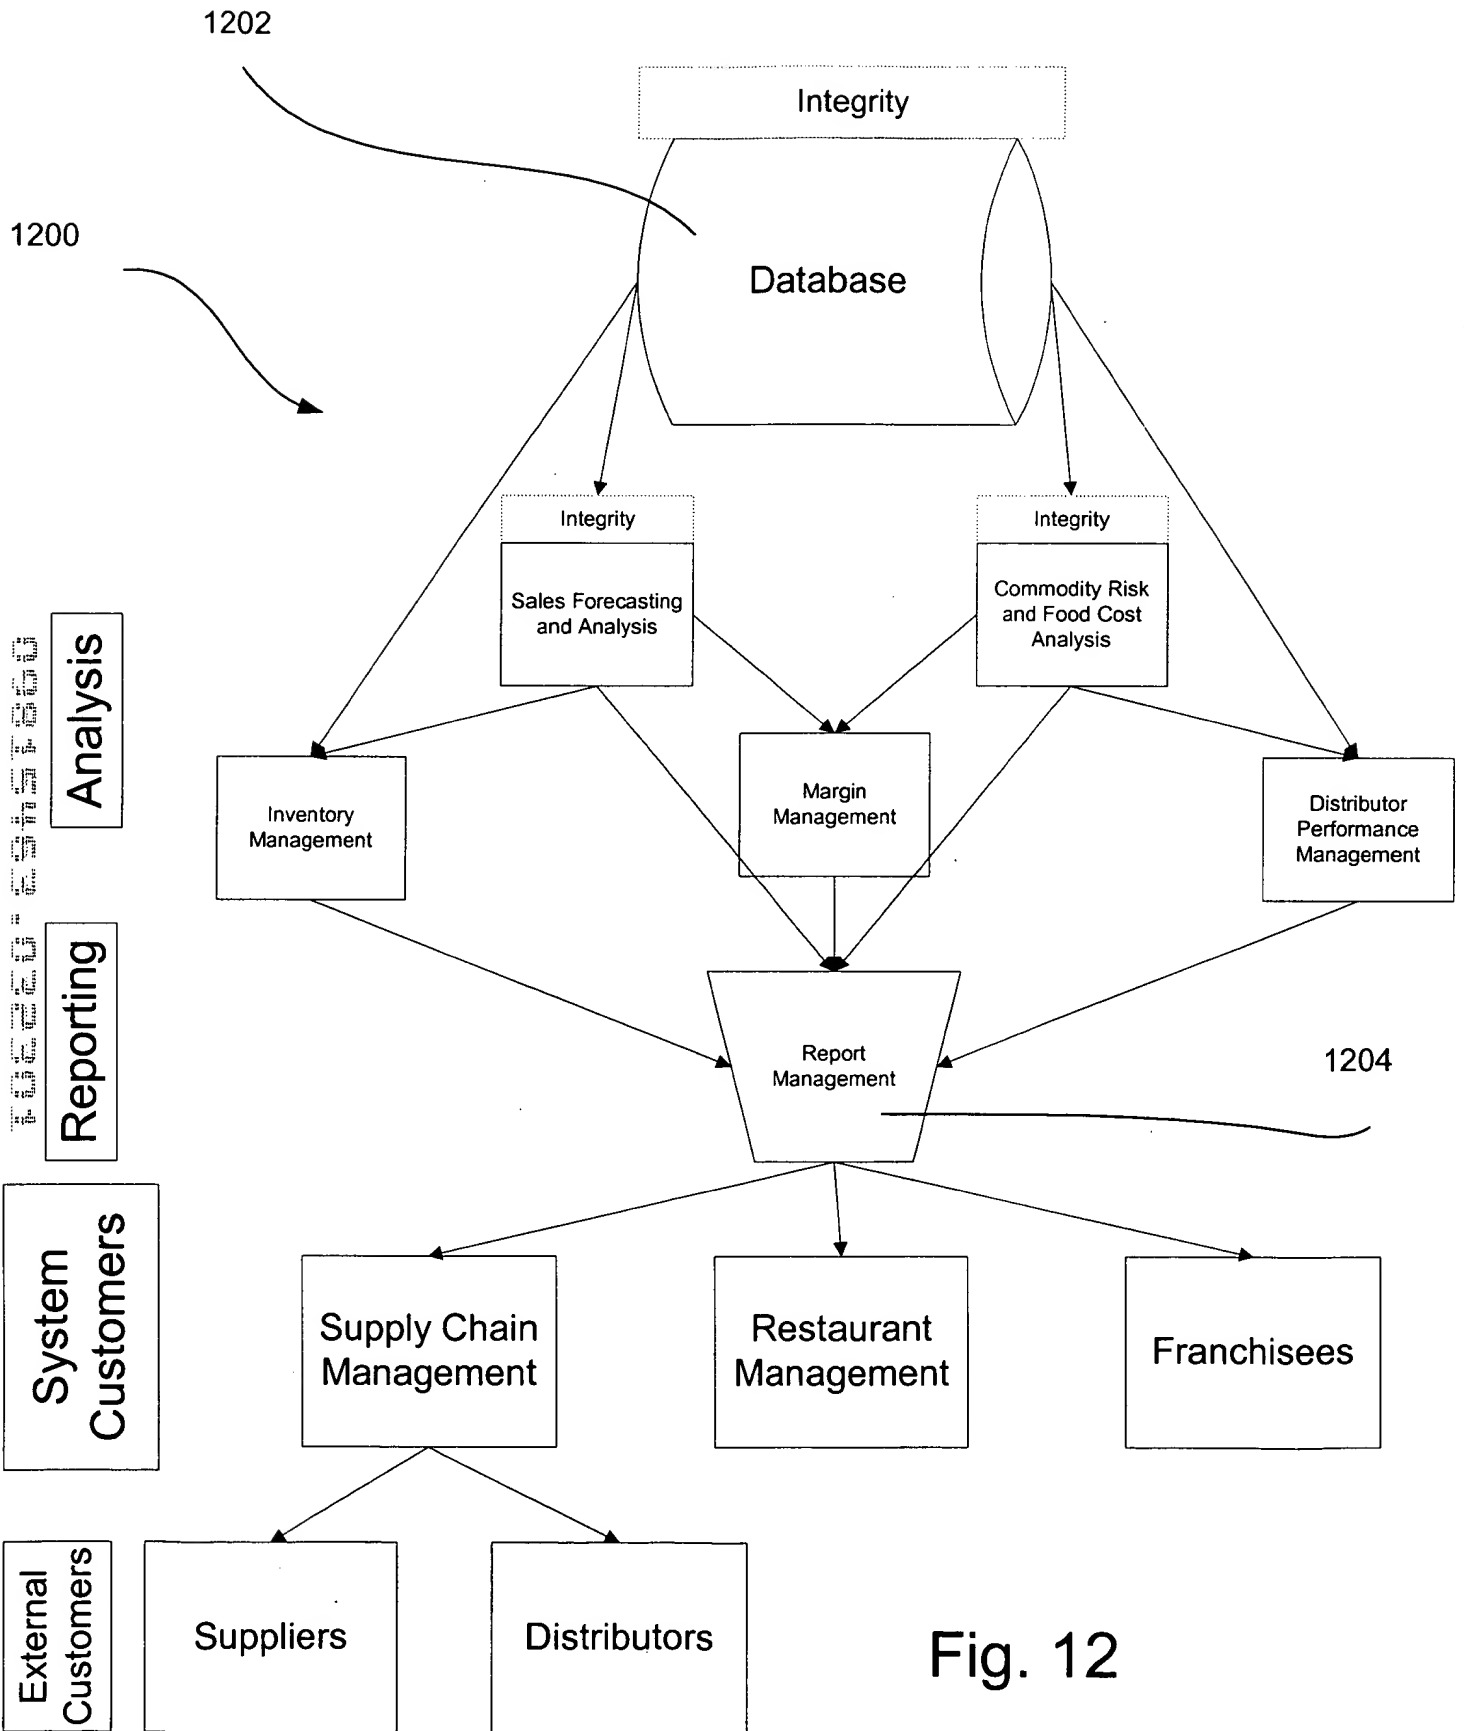 1202
Integrity
1200
Database
Integrity
Integrity
Sales Forecasting
and Analysis
Commodity Risk
and Food Cost
Analysis
Analysis
Inventory
Management
Margin
Management
Distributor
Performance
Management
Reporting
Report
Management
1204
System
Customers
Supply Chain
Management
Restaurant
Management
Franchisees
External
Customers
Suppliers
Distributors
Fig. 12